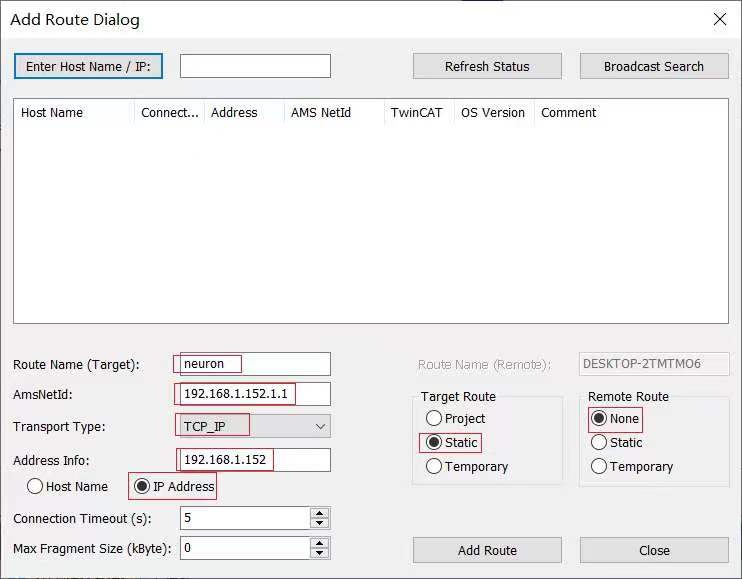 Add Route Dialog
Enter Host Name / IP:
Refresh Status
Broadcast Search
Host Name Connect... Address AMS NetId TwinCAT OS Version Comment
Route Name (Target): neuron
Route Name (Remote): DESKTOP-2TMTMO6
AmsNetId: 192.168.1.152.1.1
Target Route
Remote Route
Transport Type: TCP_IP
Project
None
Static
Static
Address Info: 192.168.1.152
Temporary
Temporary
Host Name
IP Address
Connection Timeout (s): 5
Max Fragment Size (kByte): 0
Add Route
Close